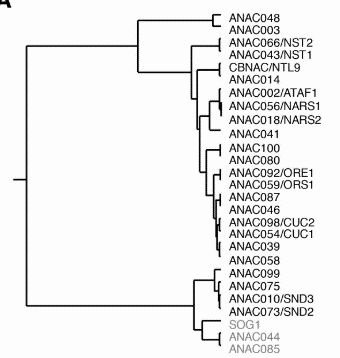 A
ANAC048
ANAC003
ANAC066/NST2
ANAC043/NST1
CBNAC/NTL9
ANAC014
ANAC002/ATAF1
ANAC056/NARS1
ANAC018/NARS2
ANAC041
ANAC100
ANAC080
ANAC092/ORE1
ANAC059/ORS1
ANAC087
ANAC046
ANAC098/CUC2
ANAC054/CUC1
ANAC039
ANAC058
ANAC099
ANAC075
ANAC010/SND3
ANAC073/SND2
SOG1
ANAC044
ANAC085